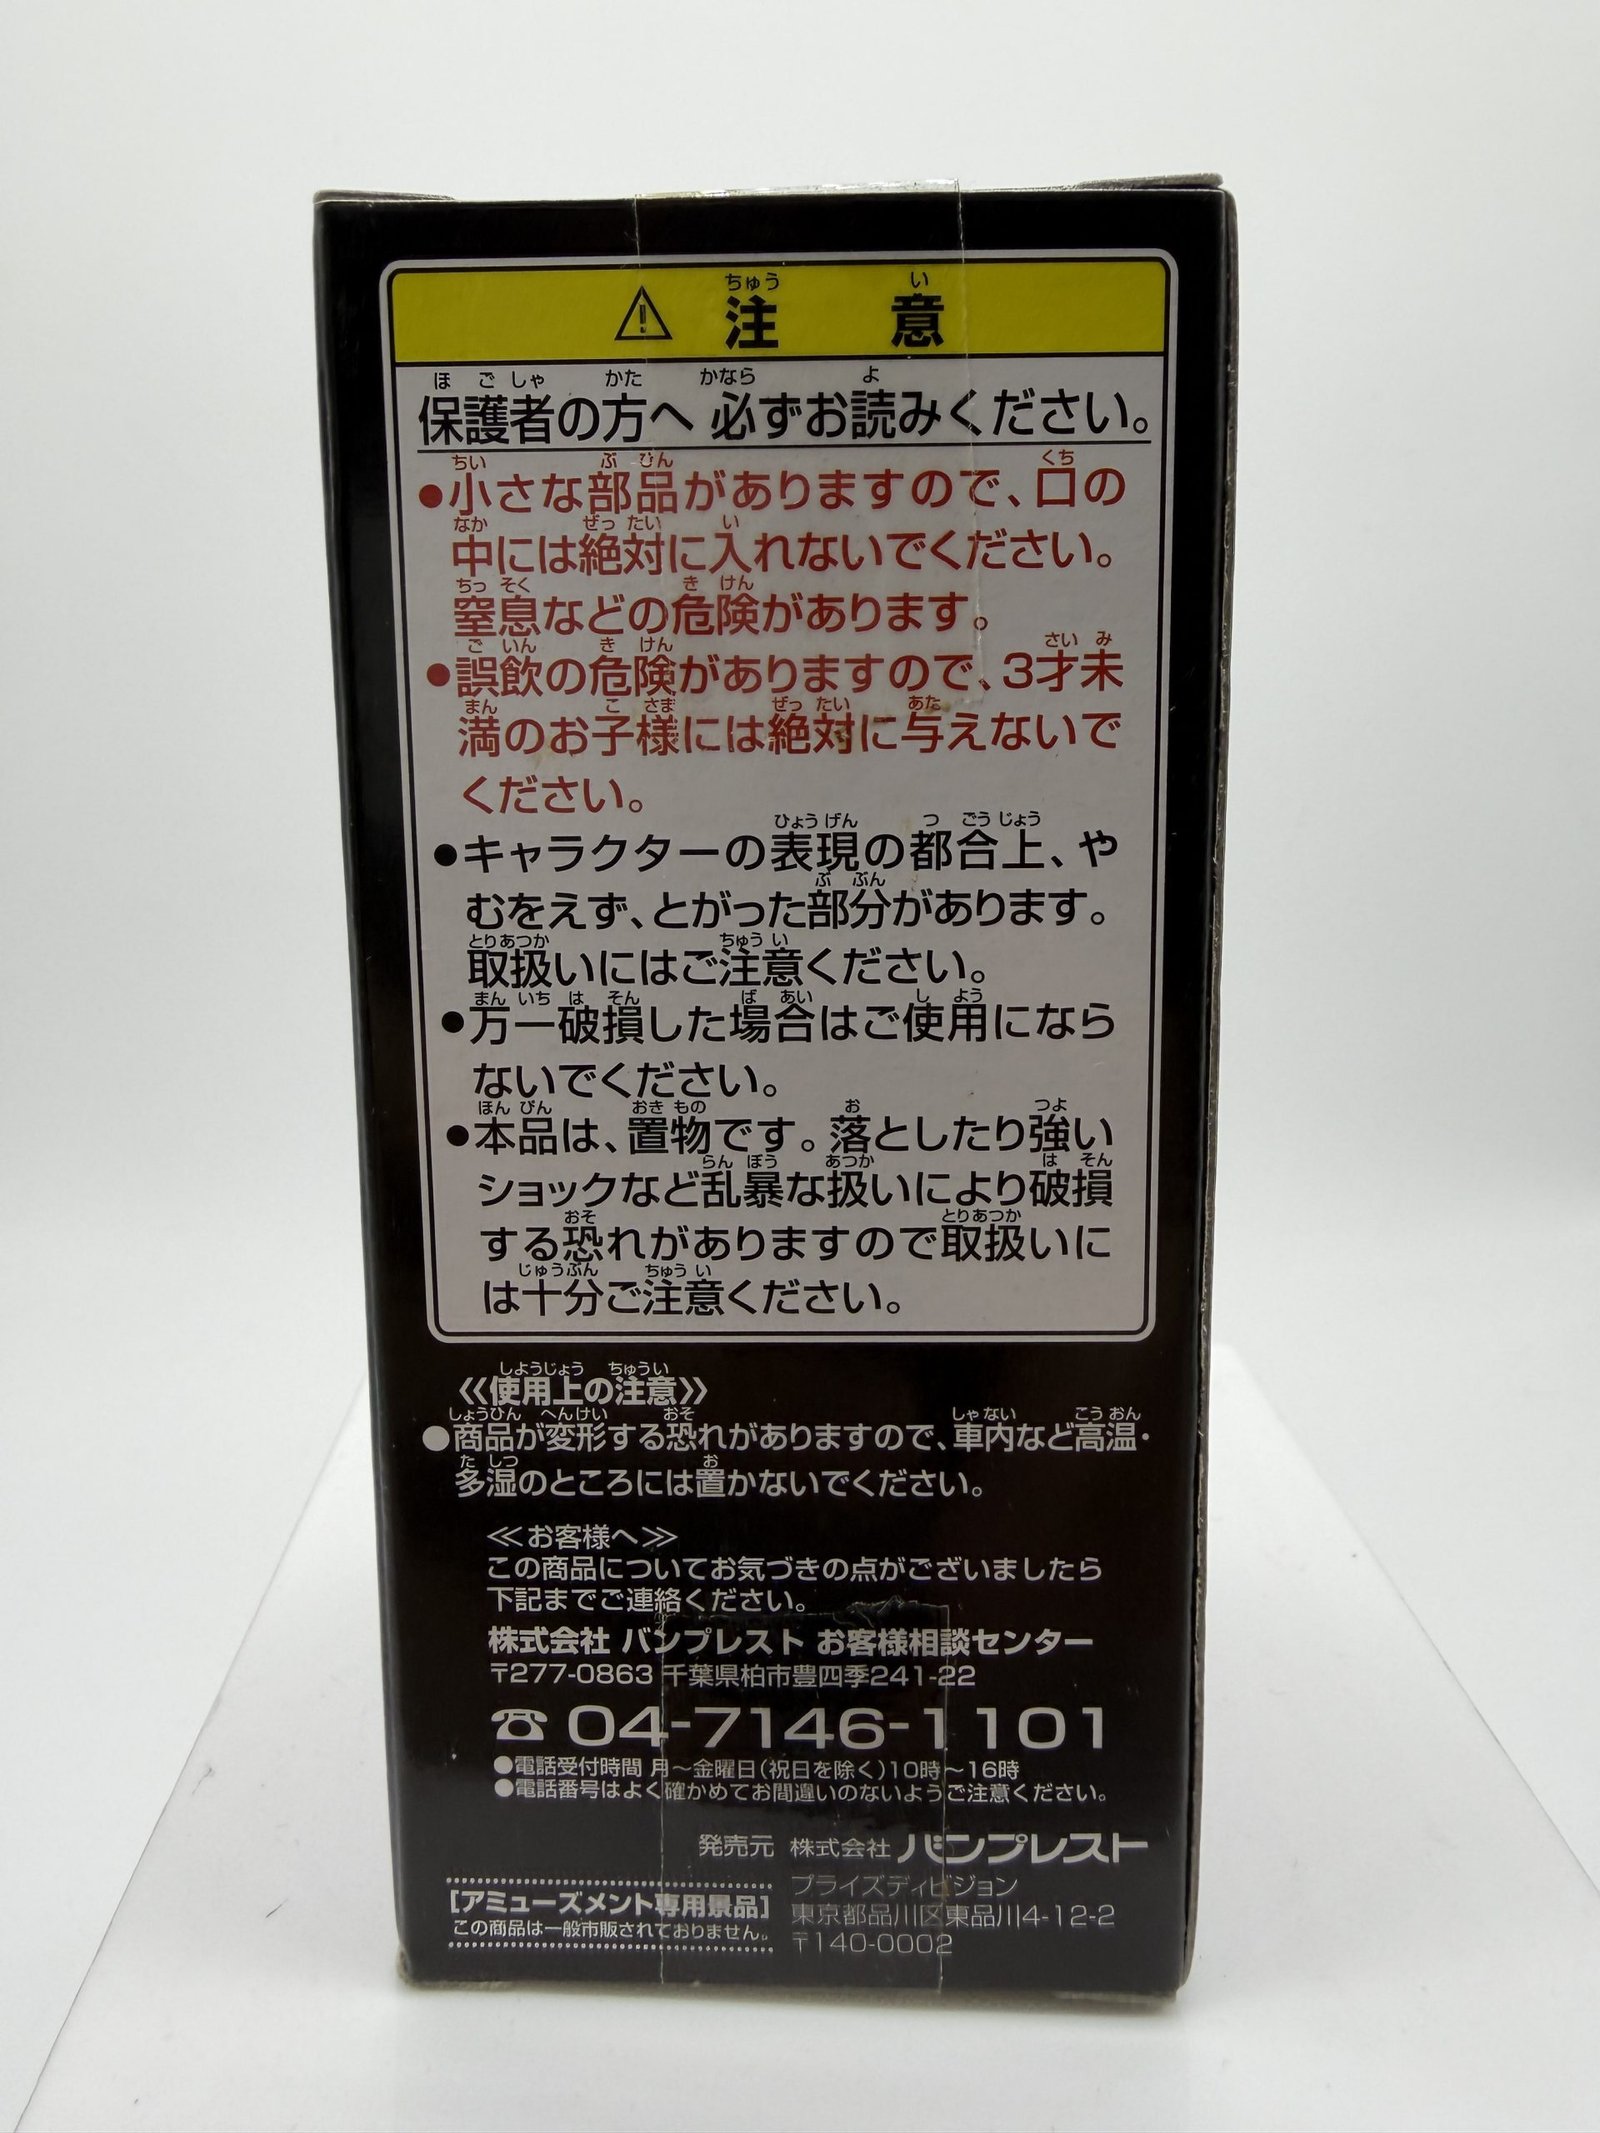 ⚠ 注意
保護者の方へ 必ずお読みください。
●小さな部品がありますので、口の
中には絶対に入れないでください。
窒息などの危険があります。
●誤飲の危険がありますので、3才未
満のお子様には絶対に与えないで
ください。
●キャラクターの表現の都合上、や
むをえず、とがった部分があります。
取扱いにはご注意ください。
●万一破損した場合はご使用になら
ないでください。
●本品は、置物です。落としたり強い
ショックなど乱暴な扱いにより破損
する恐れがありますので取扱いに
は十分ご注意ください。
≪使用上の注意≫
●商品が変形する恐れがありますので、車内など高温・
多湿のところには置かないでください。
≪お客様へ≫
この商品についてお気づきの点がございましたら
下記までご連絡ください。
株式会社 バンプレスト お客様相談センター
〒277-0863 千葉県柏市豊四季241-22
☎04-7146-1101
●電話受付時間 月～金曜日(祝日を除く)10時～16時
●電話番号はよく確かめてお間違いのないようご注意ください。
発売元 株式会社 バンプレスト
プライズディビジョン
東京都品川区東品川4-12-2
〒140-0002
[アミューズメント専用景品]
この商品は一般市販されておりません。